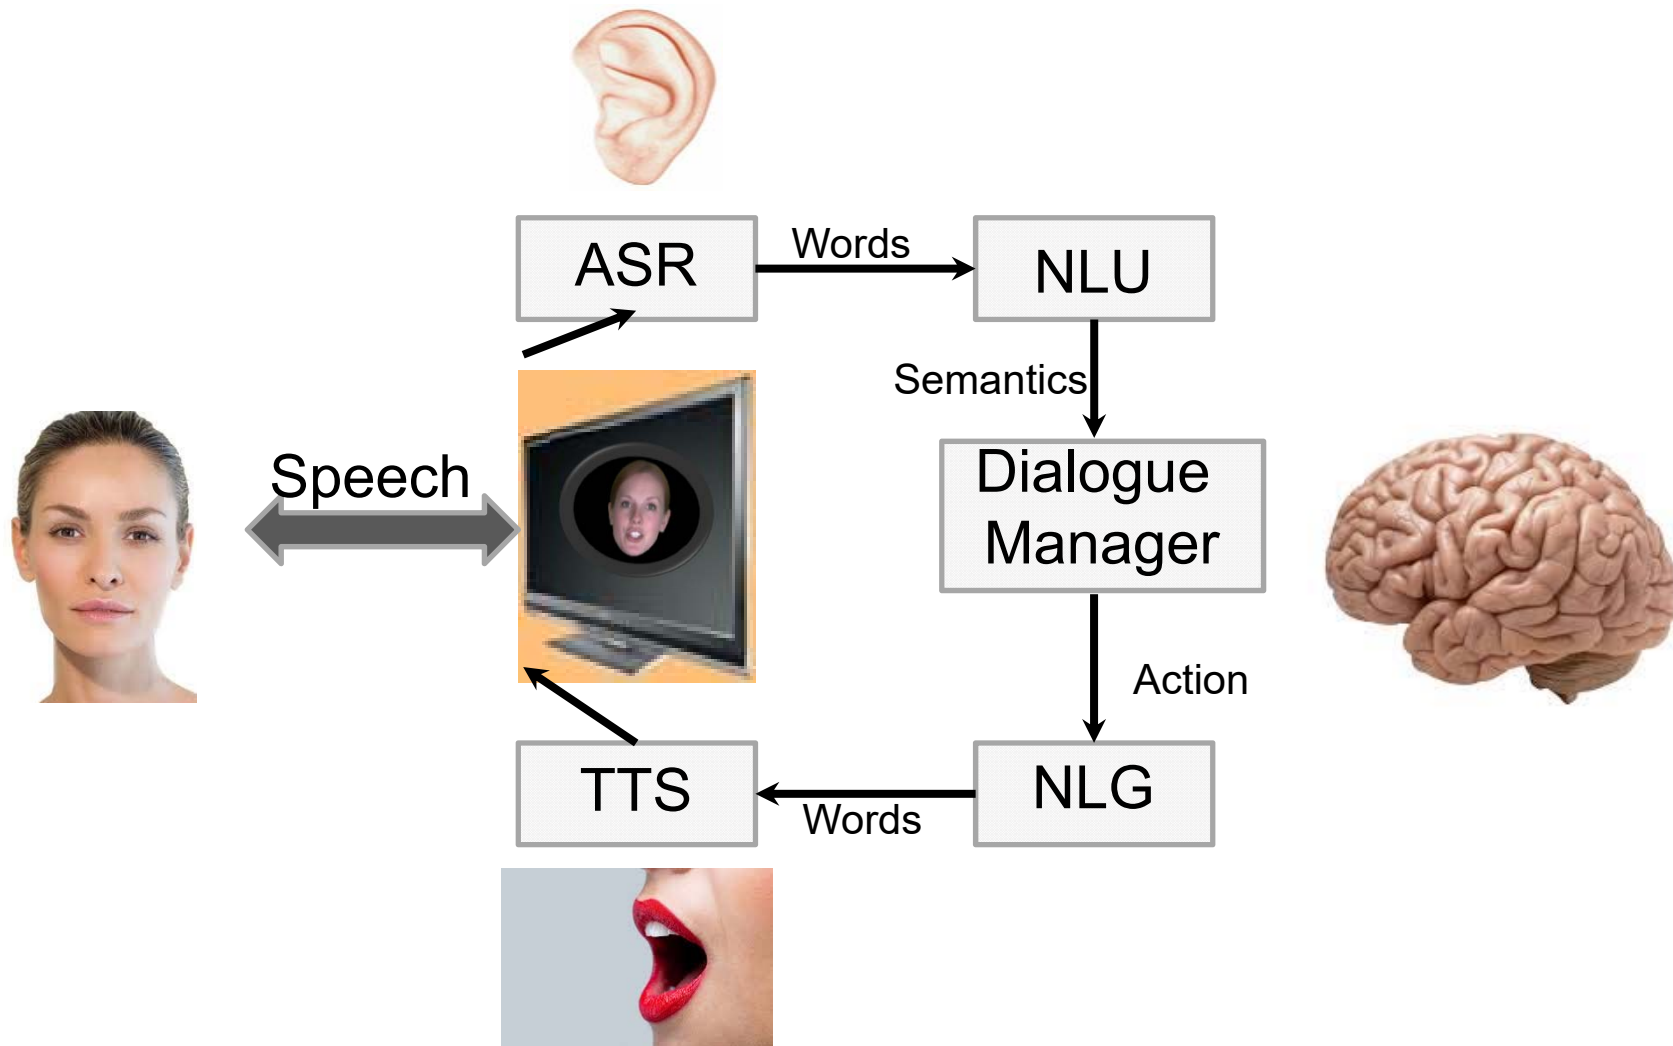 ASR
Words
NLU
Semantics
Speech
Dialogue
Manager
Action
TTS
Words
NLG